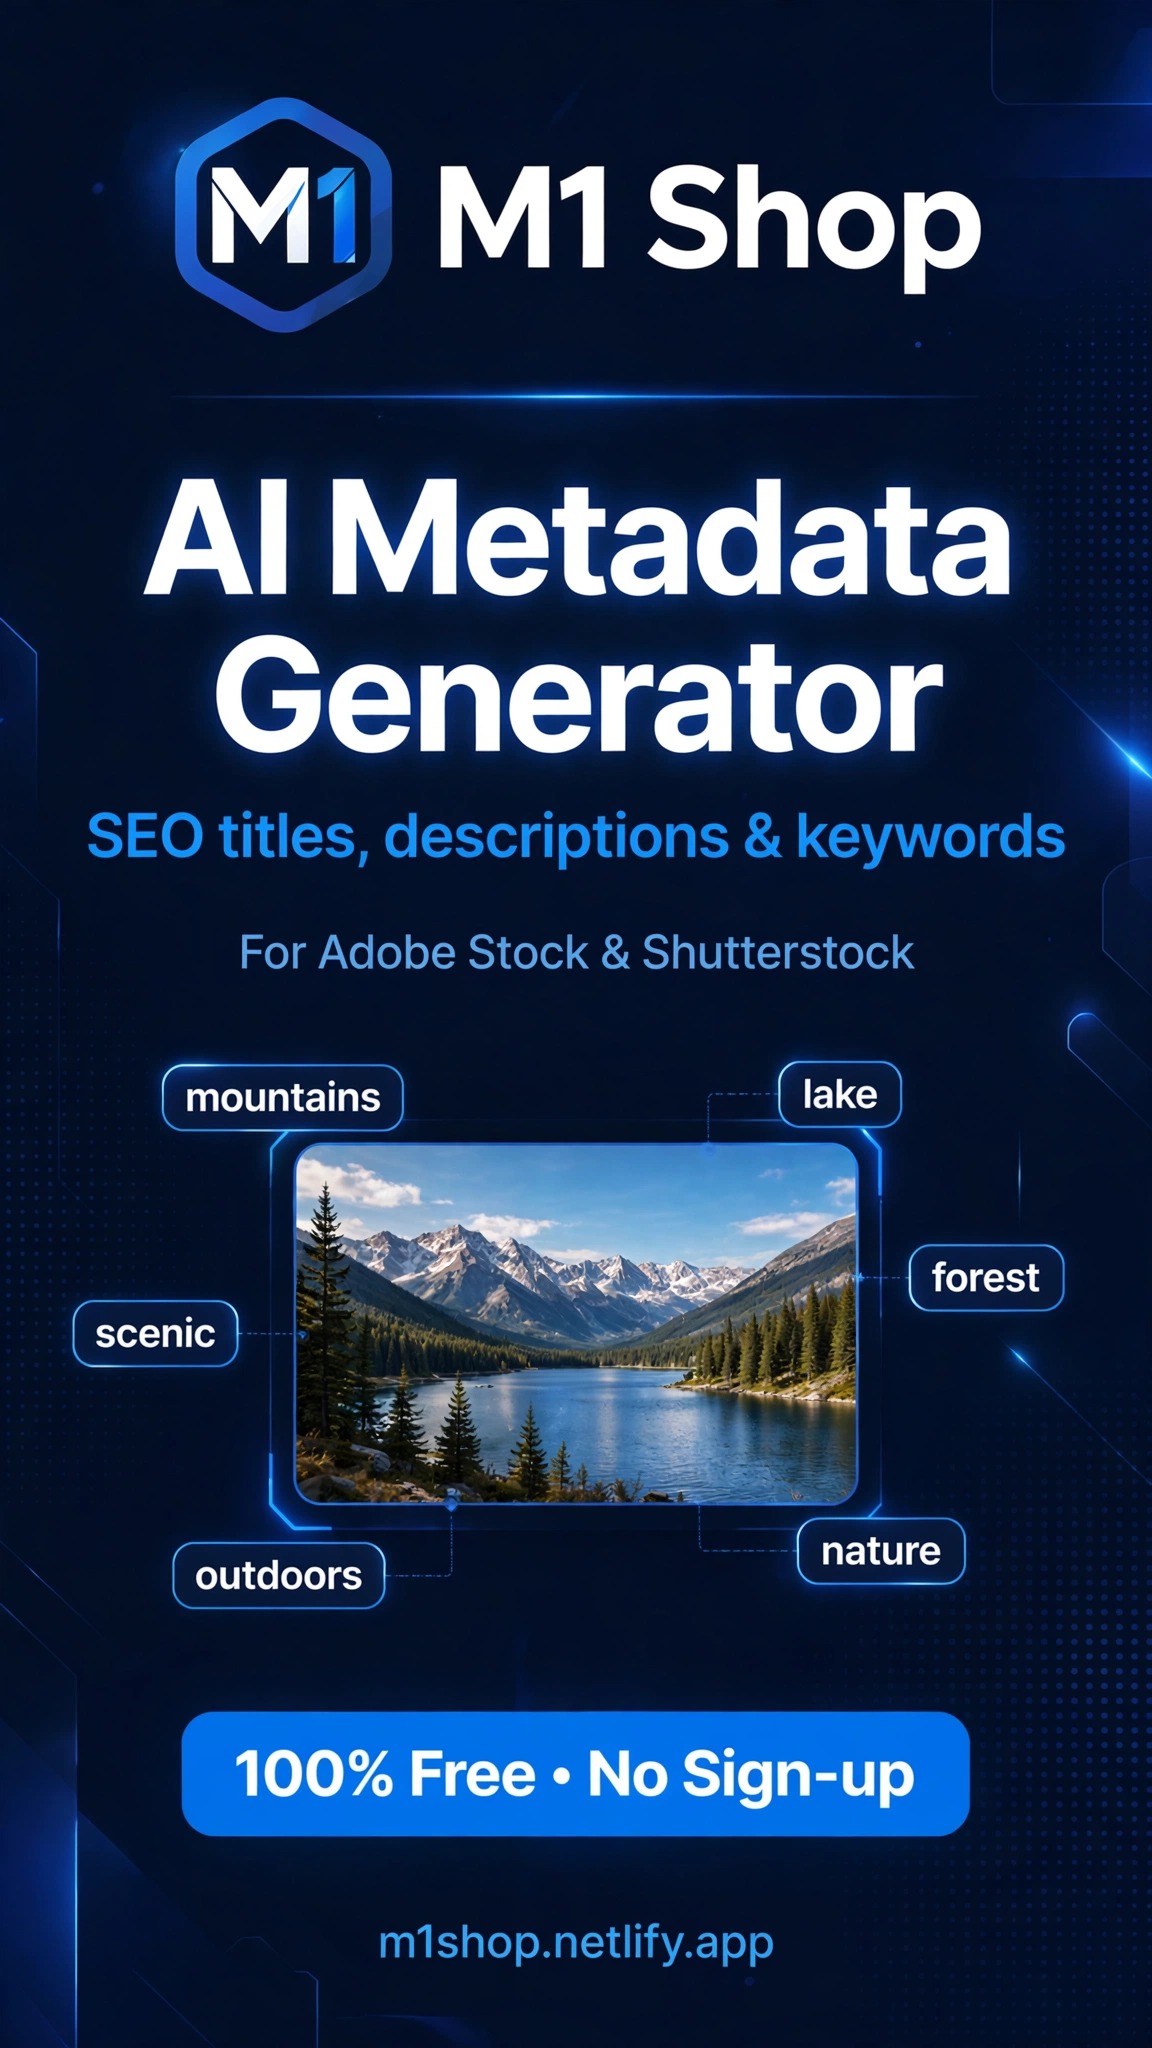 M1
M1 Shop
AI Metadata
Generator
SEO titles, descriptions & keywords
For Adobe Stock & Shutterstock
mountains
lake
forest
scenic
outdoors
nature
100% Free • No Sign-up
m1shop.netlify.app